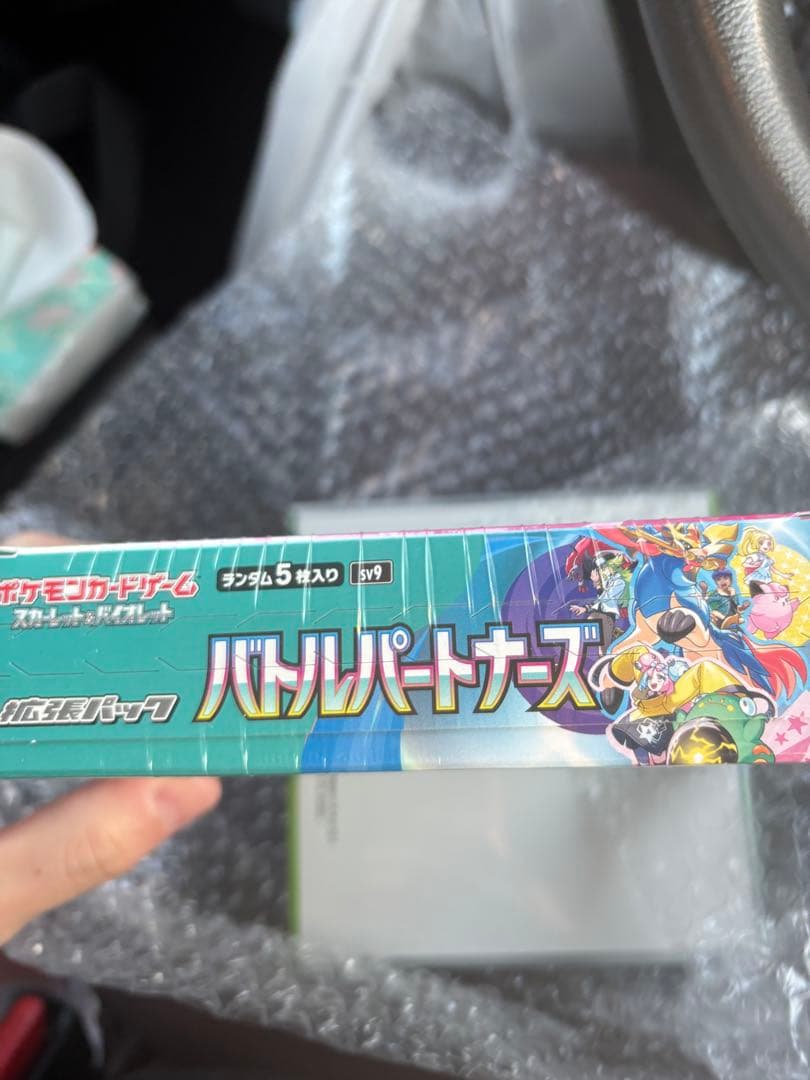 ポケモンカードゲーム
スカーレット&バイオレット
ランダム5枚入り
sv9
拡張パック
バトルパートナーズ